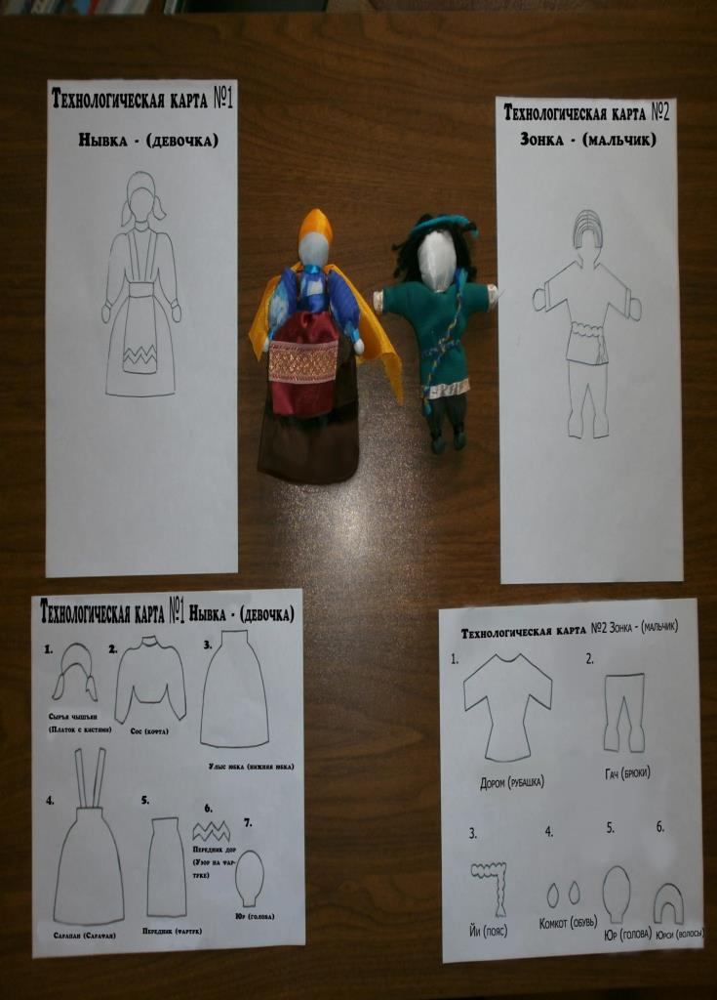 Технологическая карта №1
Нывка - (девочка)
Технологическая карта №2
Зонка - (мальчик)
Технологическая карта №1 Нывка - (девочка)
1.
2.
3.
Сырья чышъян
(Платок с кистями)
Сос (кофта)
Улыс юбка (нижняя юбка)
4.
5.
6.
7.
Передник дор
(Узор на фар-
туке)
Юр (голова)
Сарапан (Сарафан)
Передник (фартук)
Технологическая карта №2 Зонка - (мальчик)
1.
2.
Дором (рубашка)
Гач (брюки)
3.
4.
5.
6.
Йи (пояс)
Комкот (обувь)
Юр (голова)
Юрси (волосы)